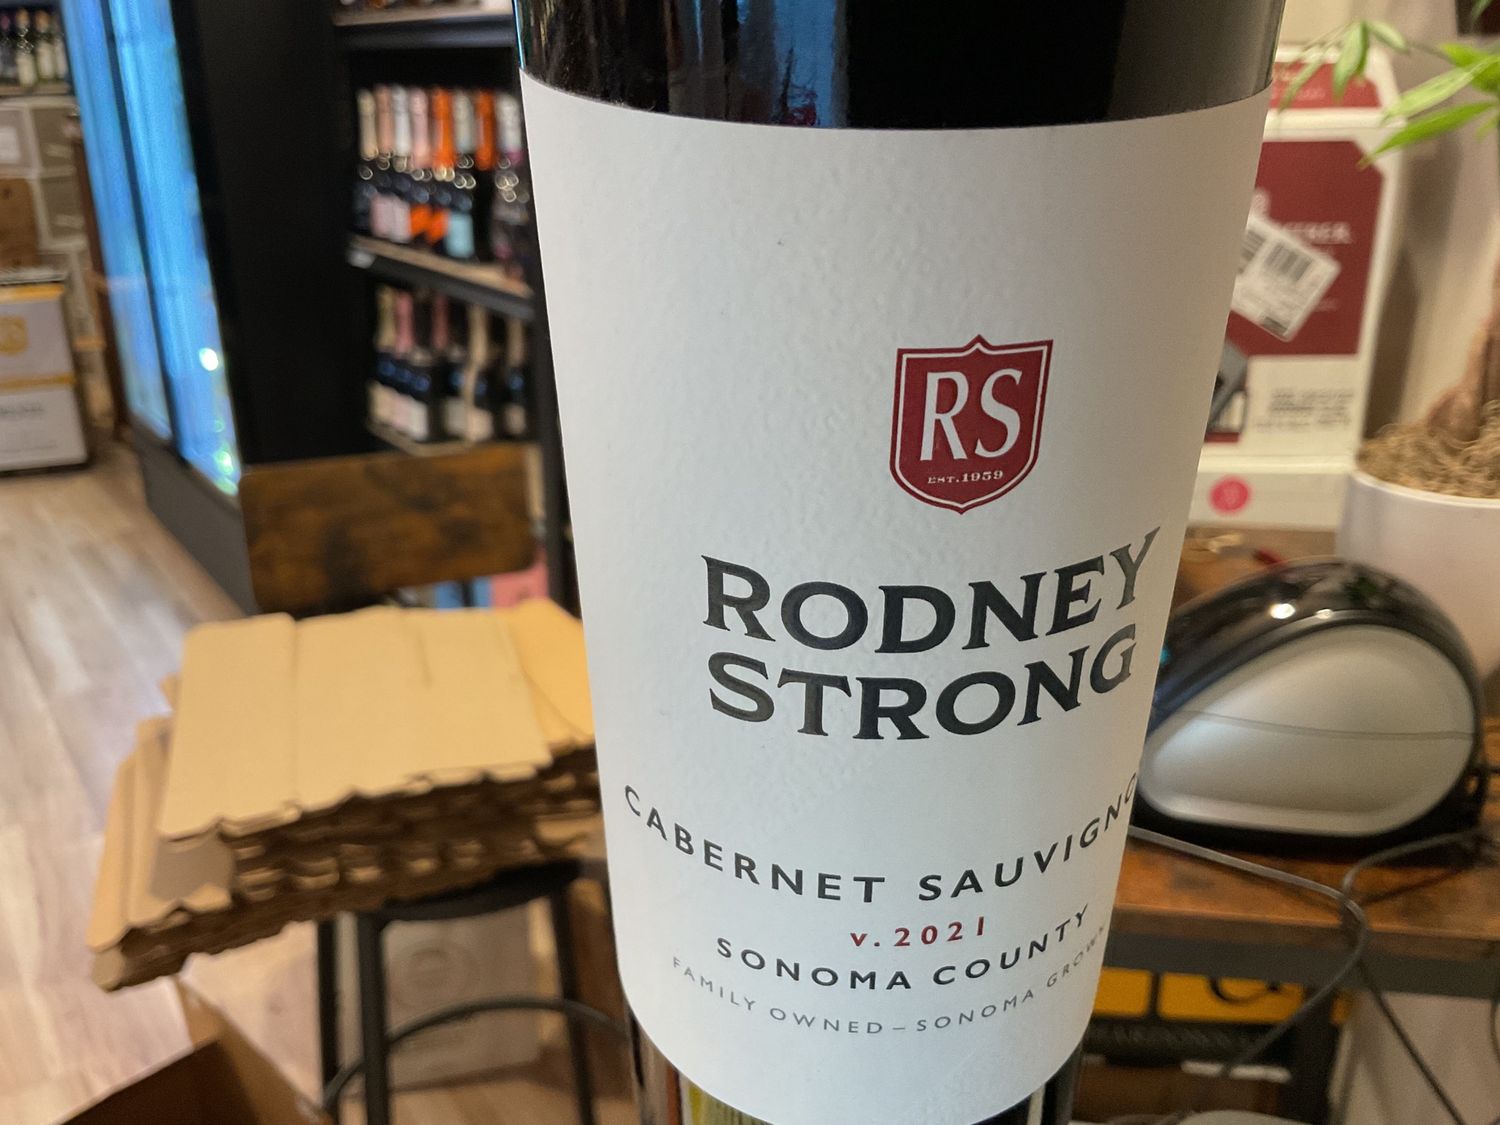 RS
EST. 1959
RODNEY
STRONG
CABERNET SAUVIGNO
v. 2021
SONOMA COUNTY
FAMILY OWNED – SONOMA GROWN